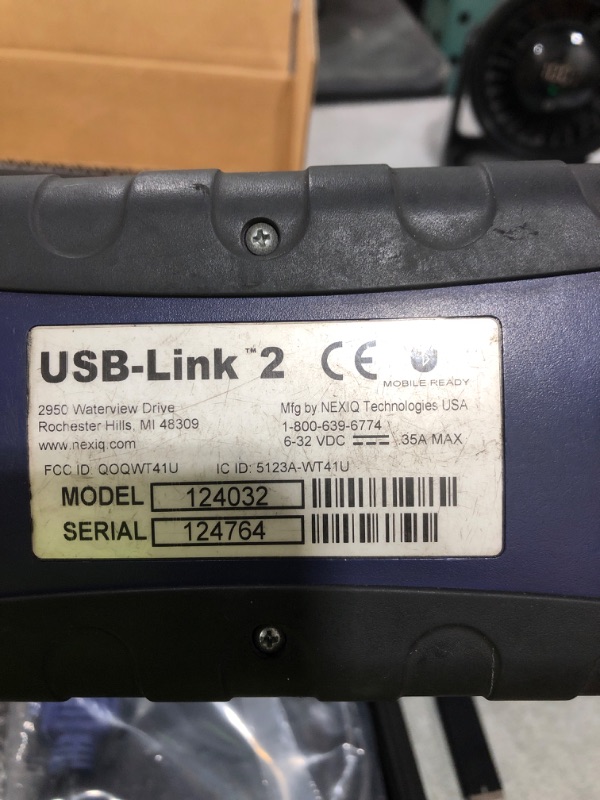 USB-Link™ 2 CE
MOBILE READY
2950 Waterview Drive
Rochester Hills, MI 48309
www.nexiq.com
Mfg by NEXIQ Technologies USA
1-800-639-6774
6-32 VDC .35A MAX
FCC ID QOQWT41U IC ID: 5123A-WT41U
MODEL 124032
SERIAL 124764